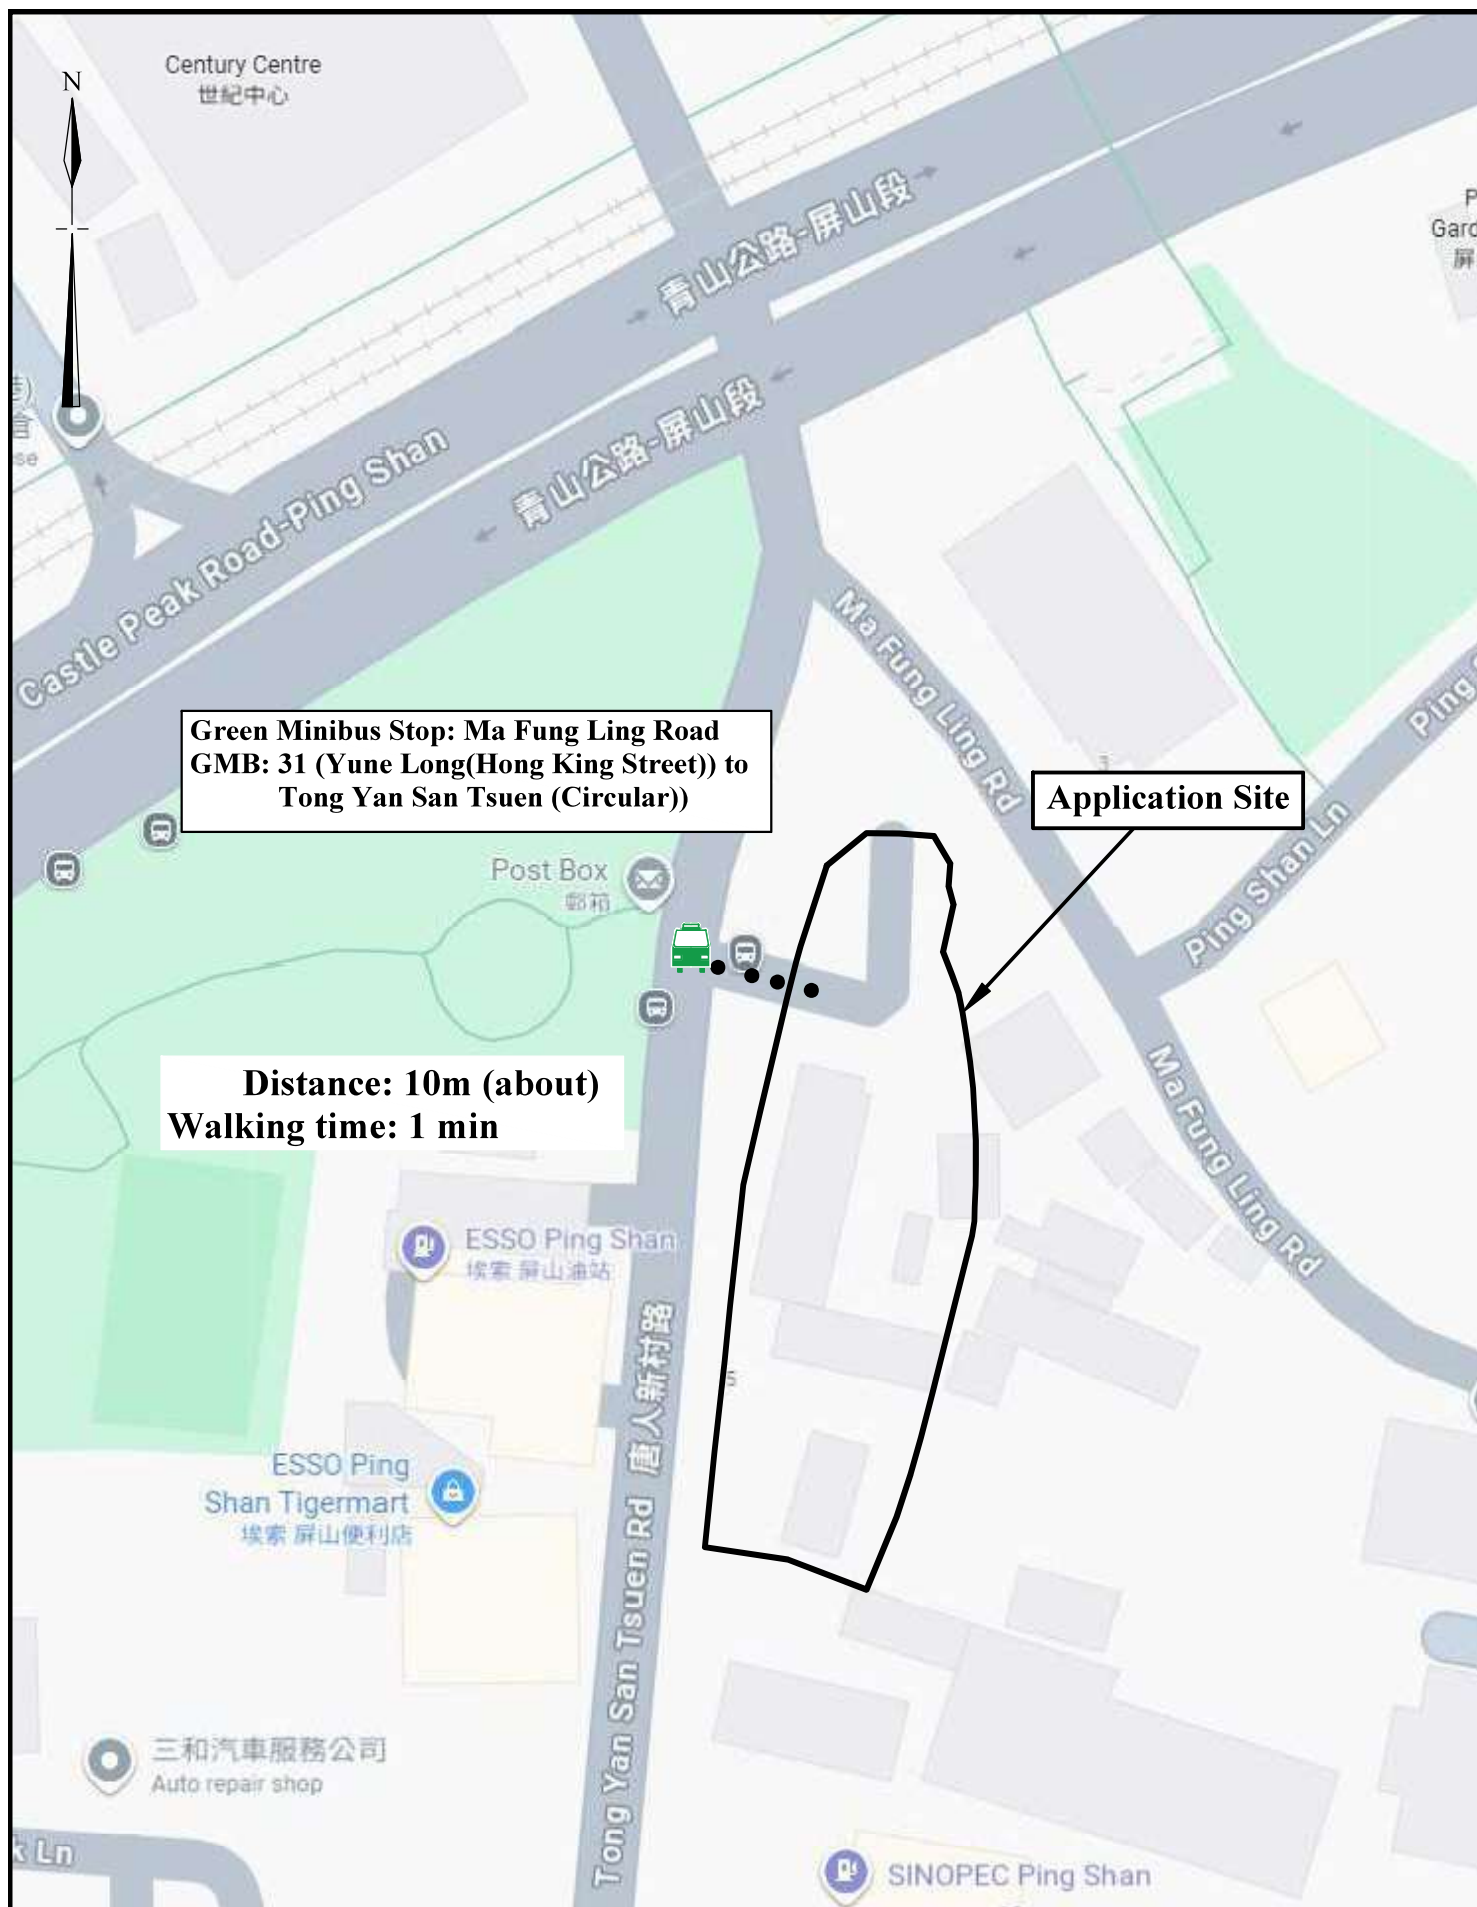 Century Centre
世紀中心
N
青山公路-屏山段
Castle Peak Road-Ping Shan
青山公路-屏山段
Ma Fung Ling Rd
Green Minibus Stop: Ma Fung Ling Road
GMB: 31 (Yune Long(Hong King Street)) to
Tong Yan San Tsuen (Circular))
3
Application Site
Ping Shan Ln
Ping
Post Box
郵箱
Distance: 10m (about)
Walking time: 1 min
Ma Fung Ling Rd
ESSO Ping Shan
埃索 屏山油站
5
ESSO Ping
Shan Tigermart
埃索 屏山便利店
Tong Yan San Tsuen Rd 唐人新村路
三和汽車服務公司
Auto repair shop
k Ln
SINOPEC Ping Shan